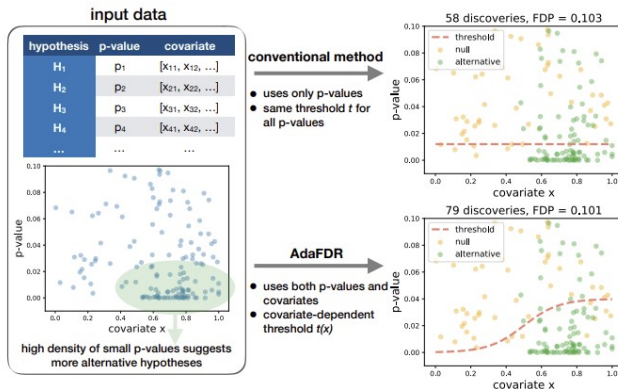 input data
hypothesis p-value covariate
H1 p1 [x11, x12, …]
H2 p2 [x21, x22, …]
H3 p3 [x31, x32, …]
H4 p4 [x41, x42, …]
… … …
0.10
0.08
0.06
0.04
0.02
0.00
p-value
0.0 0.2 0.4 0.6 0.8 1.0
covariate x
high density of small p-values suggests
more alternative hypotheses
conventional method
● uses only p-values
● same threshold t for
all p-values
AdaFDR
● uses both p-values and
covariates
● covariate-dependent
threshold t(x)
58 discoveries, FDP = 0.103
threshold
null
alternative
0.10
0.08
0.06
0.04
0.02
0.00
p-value
0.0 0.2 0.4 0.6 0.8 1.0
covariate x
79 discoveries, FDP = 0.101
threshold
null
alternative
0.10
0.08
0.06
0.04
0.02
0.00
p-value
0.0 0.2 0.4 0.6 0.8 1.0
covariate x